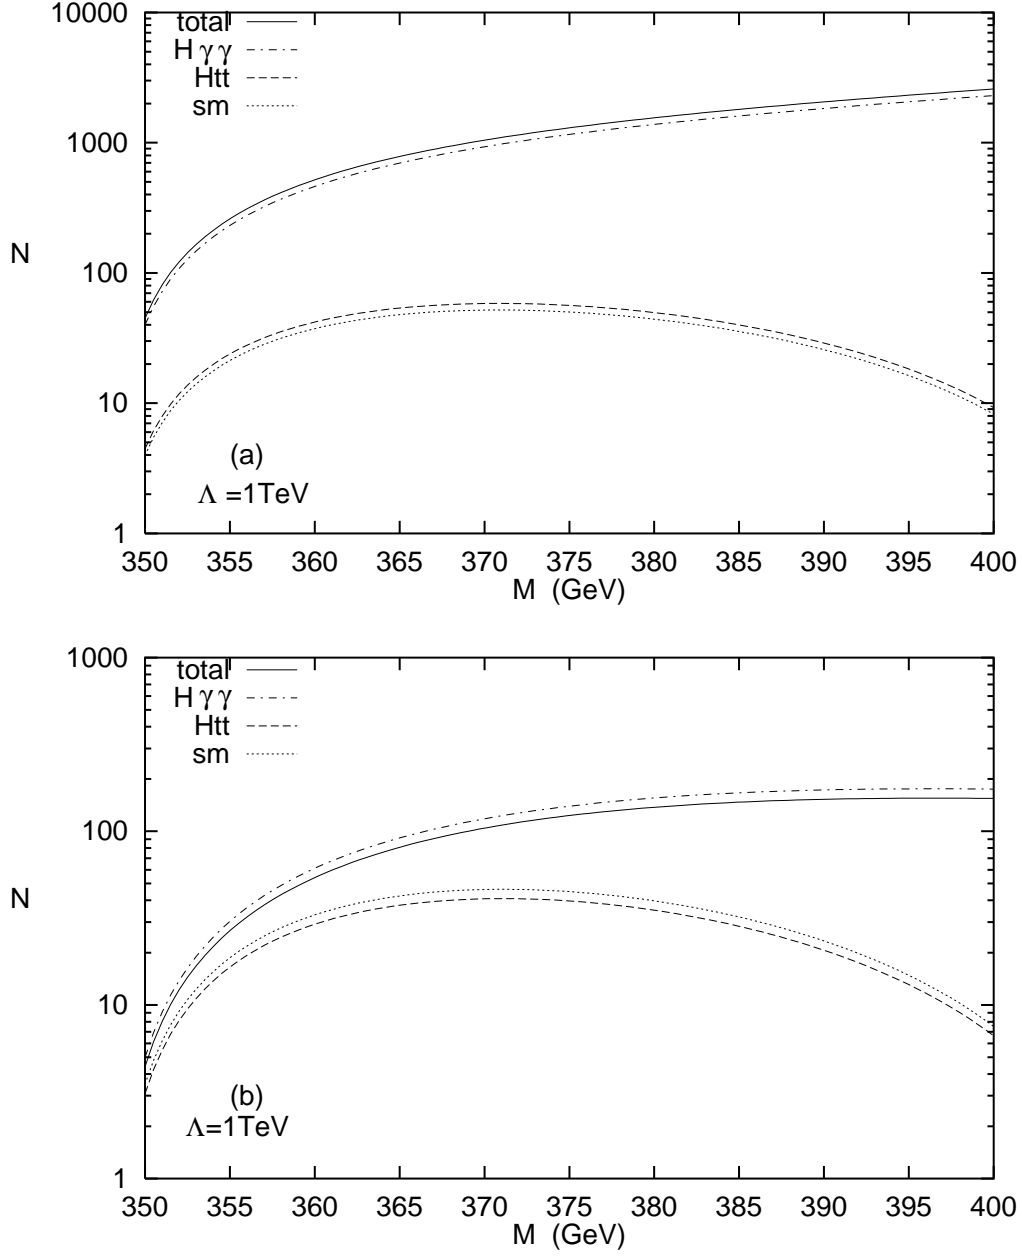 10000
total
H γ γ
Htt
sm
1000
N
100
10
(a)
Λ =1TeV
1
350 355 360 365 370 375 380 385 390 395 400
M (GeV)
1000
total
H γ γ
Htt
sm
100
N
10
(b)
Λ=1TeV
1
350 355 360 365 370 375 380 385 390 395 400
M (GeV)